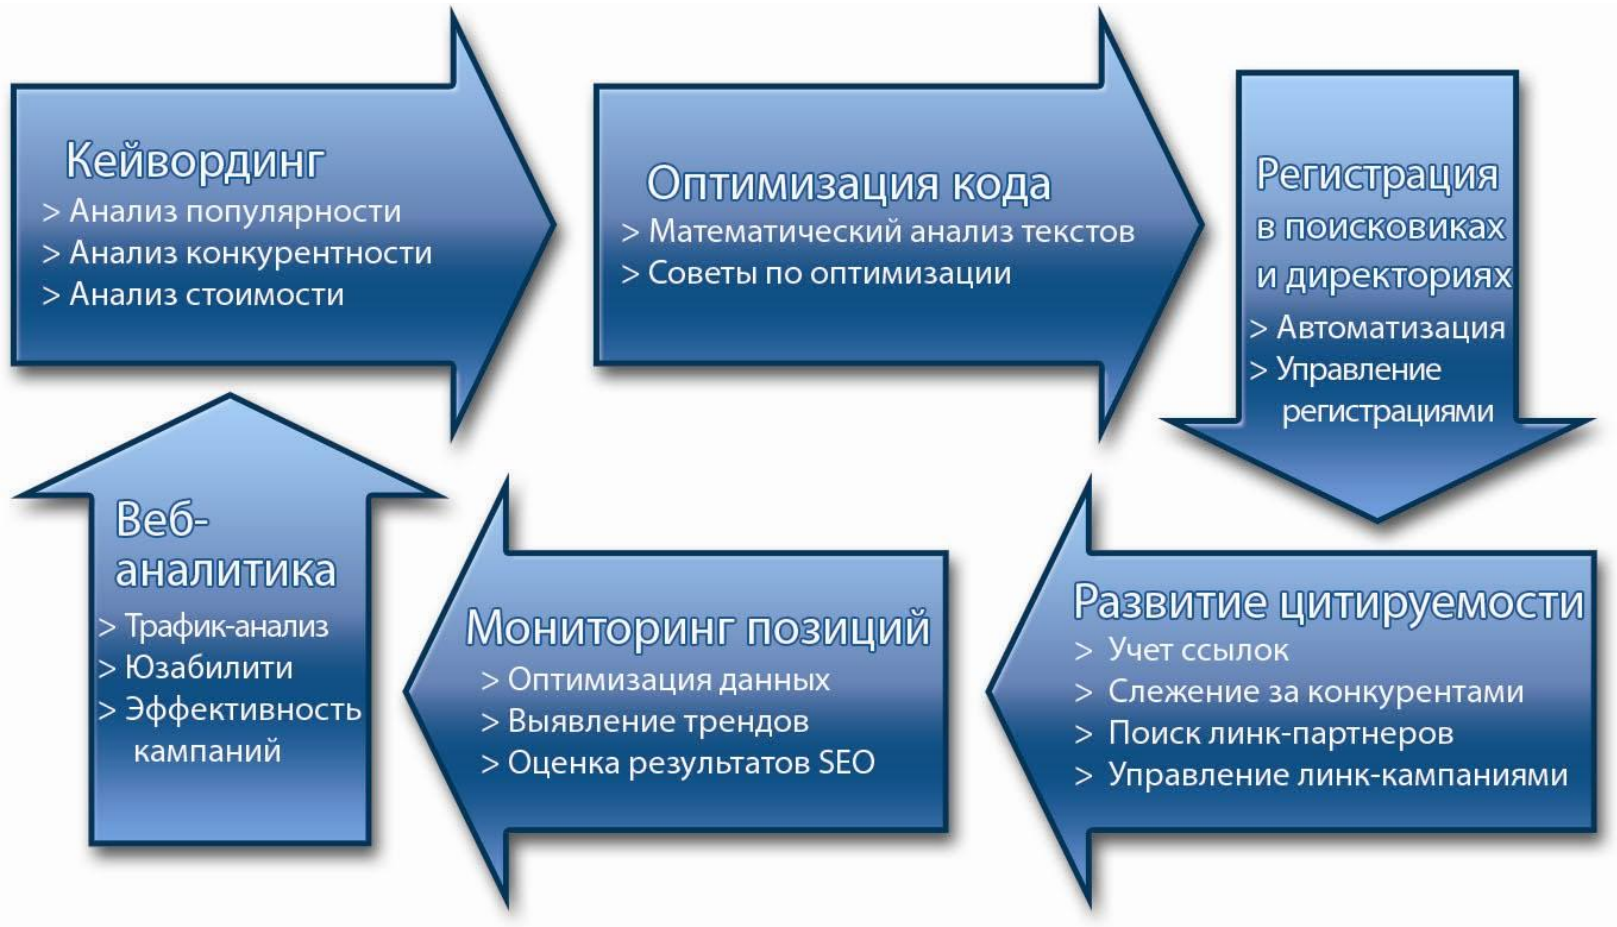 Кейвординг
> Анализ популярности
> Анализ конкурентности
> Анализ стоимости
Оптимизация кода
> Математический анализ текстов
> Советы по оптимизации
Регистрация
в поисковиках
и директориях
> Автоматизация
> Управление
регистрациями
Развитие цитируемости
> Учет ссылок
> Слежение за конкурентами
> Поиск линк-партнеров
> Управление линк-кампаниями
Мониторинг позиций
> Оптимизация данных
> Выявление трендов
> Оценка результатов SEO
Веб-
аналитика
> Трафик-анализ
> Юзабилити
> Эффективность
кампаний